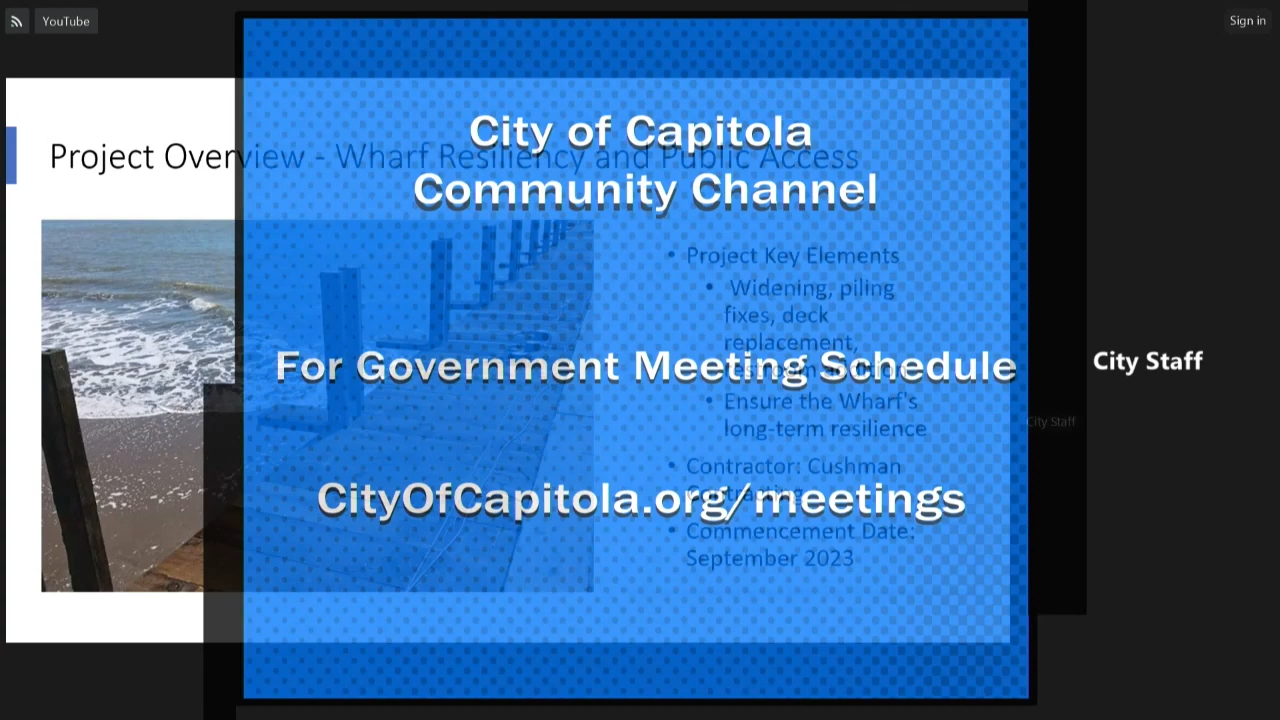 YouTube
Sign in
City of Capitola
Project Overview - Wharf Resiliency and Public Access
Community Channel
• Project Key Elements
• Widening, piling
fixes, deck
replacement,
For Government Meeting Schedule
City Staff
• Ensure the Wharf's
long-term resilience
City Staff
• Contractor: Cushman
CityOfCapitola.org/meetings
• Commencement Date:
September 2023